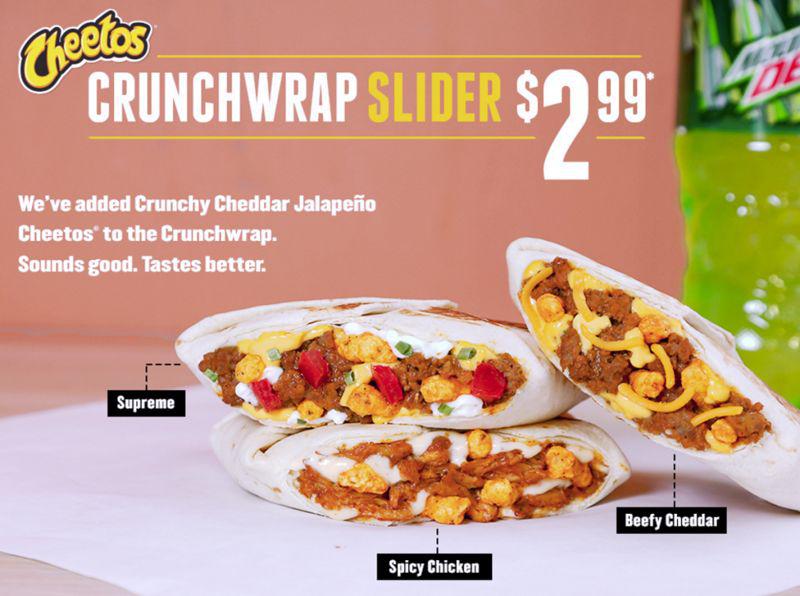 Cheetos
CRUNCHWRAP SLIDER $2.99*
We've added Crunchy Cheddar Jalapeño
Cheetos® to the Crunchwrap.
Sounds good. Tastes better.
Supreme
Beefy Cheddar
Spicy Chicken